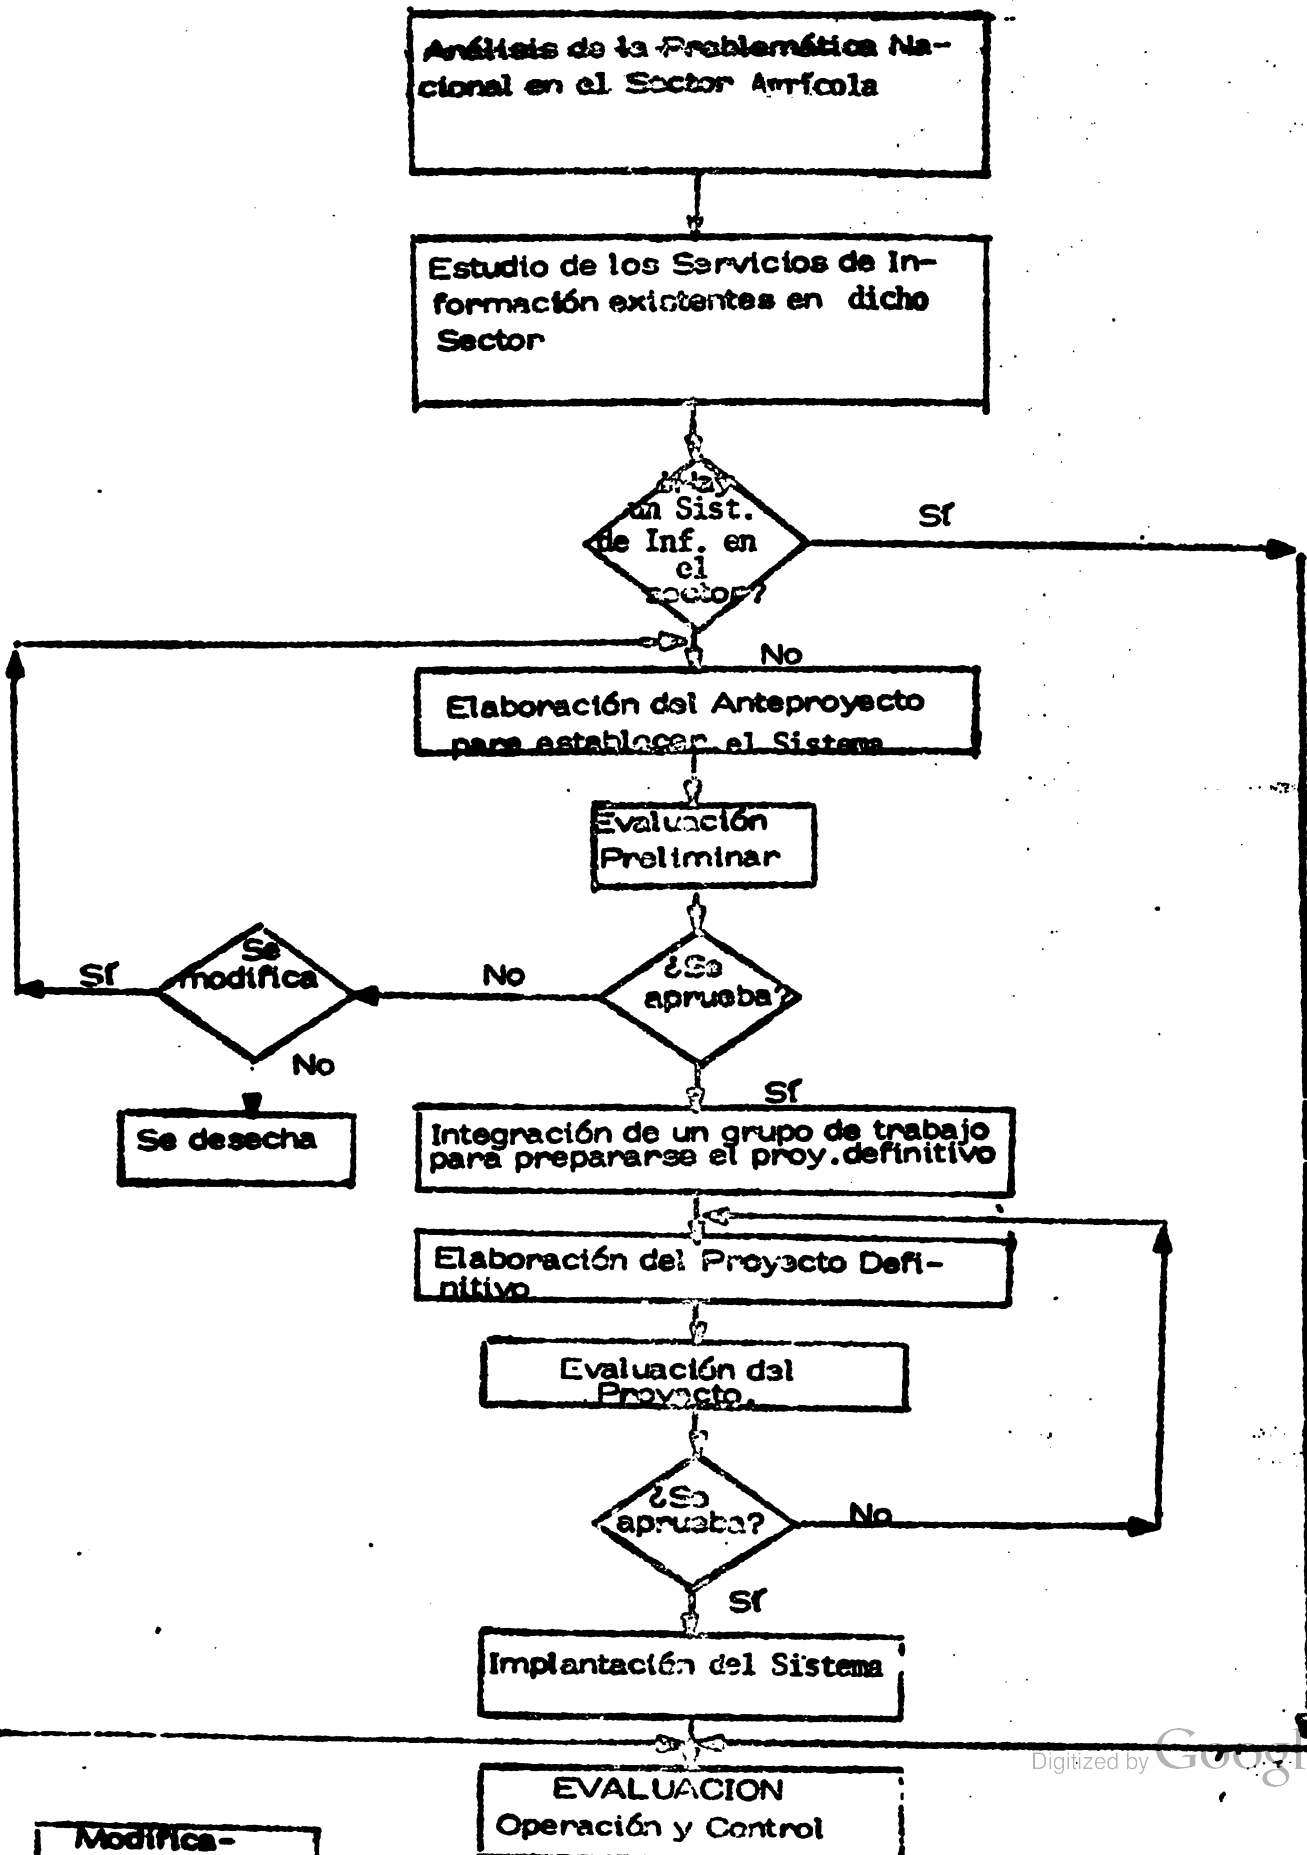 Análisis de la Problemática Na-
cional en el Sector Agrícola
Estudio de los Servicios de In-
formación existentes en dicho
Sector
¿Hay
un Sist.
de Inf. en
el
sector?
Sí
No
Elaboración del Anteproyecto
para establecer el Sistema
Evaluación
Preliminar
¿Se
aprueba?
No
Se
modifica
Sí
No
Se desecha
Sí
Integración de un grupo de trabajo
para prepararse el proy.definitivo
Elaboración del Proyecto Defi-
nitivo
Evaluación del
Proyecto.
¿Se
aprueba?
No
Sí
Implantación del Sistema
EVALUACION
Operación y Control
Modifica-
Digitized by Googl